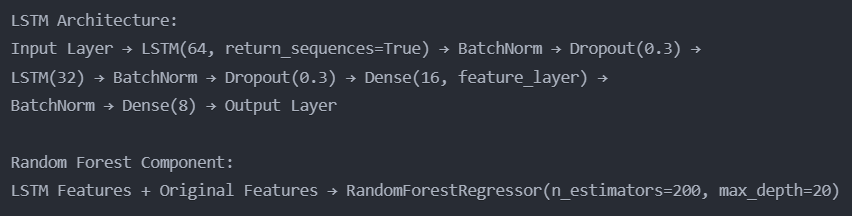 LSTM Architecture:
Input Layer → LSTM(64, return_sequences=True) → BatchNorm → Dropout(0.3) →
LSTM(32) → BatchNorm → Dropout(0.3) → Dense(16, feature_layer) →
BatchNorm → Dense(8) → Output Layer
Random Forest Component:
LSTM Features + Original Features → RandomForestRegressor(n_estimators=200, max_depth=20)